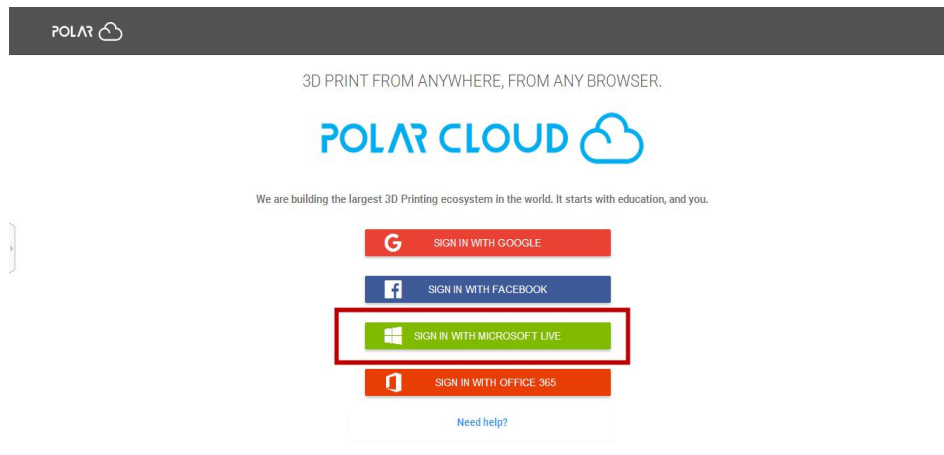 POLAR
3D PRINT FROM ANYWHERE, FROM ANY BROWSER.
POLAR CLOUD
We are building the largest 3D Printing ecosystem in the world. It starts with education, and you.
G SIGN IN WITH GOOGLE
f SIGN IN WITH FACEBOOK
SIGN IN WITH MICROSOFT LIVE
SIGN IN WITH OFFICE 365
Need help?